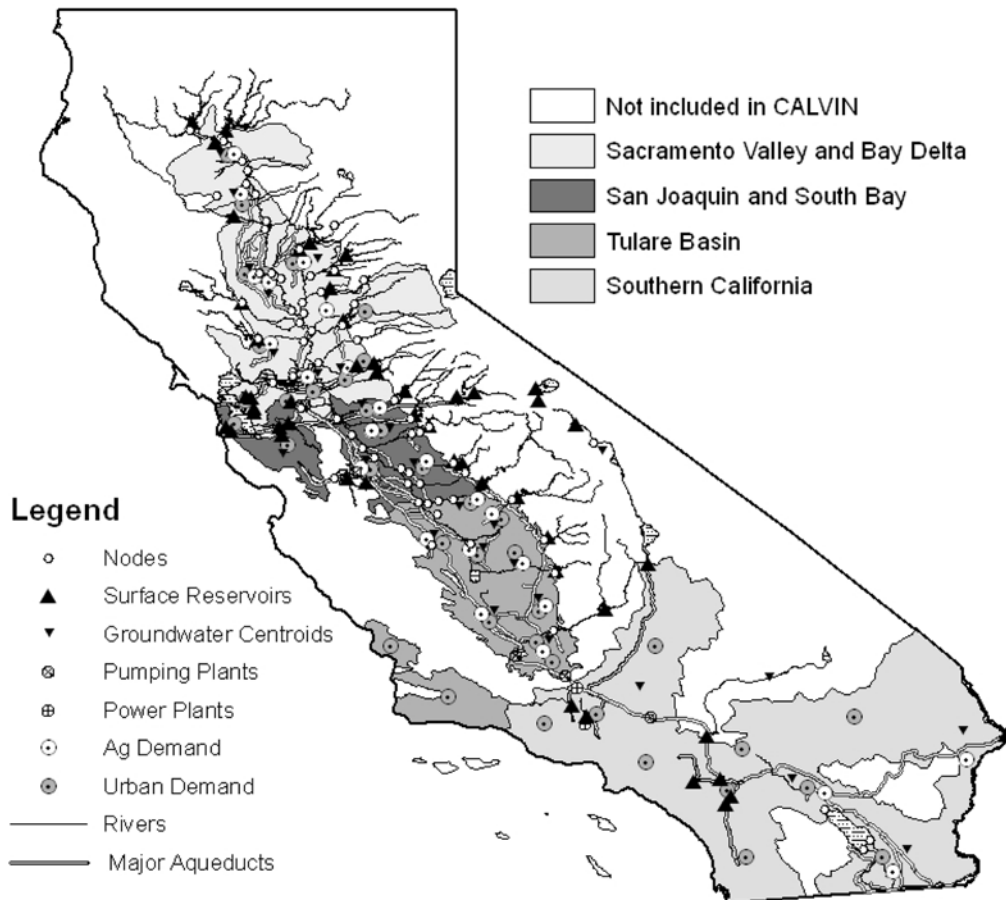 Not included in CALVIN
Sacramento Valley and Bay Delta
San Joaquin and South Bay
Tulare Basin
Southern California
Legend
Nodes
Surface Reservoirs
Groundwater Centroids
Pumping Plants
Power Plants
Ag Demand
Urban Demand
Rivers
Major Aqueducts